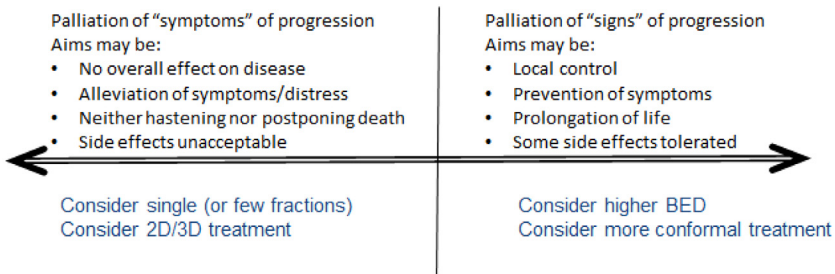 Palliation of “symptoms” of progression
Aims may be:
• No overall effect on disease
• Alleviation of symptoms/distress
• Neither hastening nor postponing death
• Side effects unacceptable
Consider single (or few fractions)
Consider 2D/3D treatment
Palliation of “signs” of progression
Aims may be:
• Local control
• Prevention of symptoms
• Prolongation of life
• Some side effects tolerated
Consider higher BED
Consider more conformal treatment